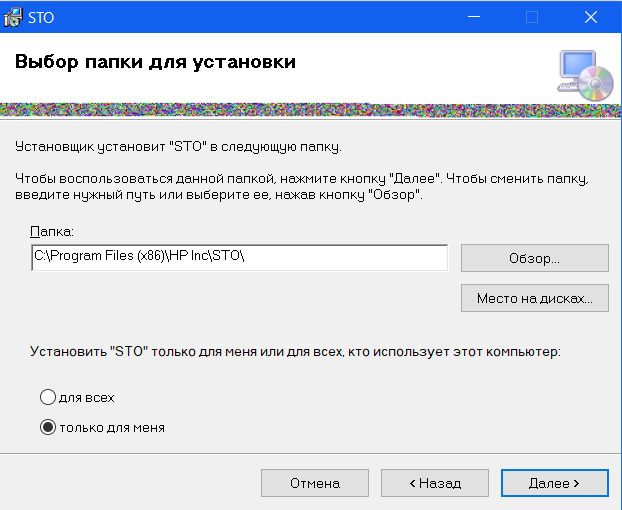 STO
Выбор папки для установки
Установщик установит "STO" в следующую папку.
Чтобы воспользоваться данной папкой, нажмите кнопку "Далее". Чтобы сменить папку,
введите нужный путь или выберите ее, нажав кнопку "Обзор".
Папка:
C:\Program Files (x86)\HP Inc\STO\
Обзор...
Место на дисках...
Установить "STO" только для меня или для всех, кто использует этот компьютер:
для всех
только для меня
Отмена
< Назад
Далее >